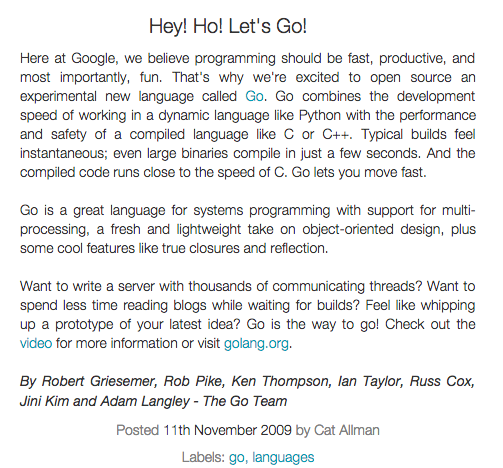 Hey! Ho! Let's Go!
Here at Google, we believe programming should be fast, productive, and
most importantly, fun. That's why we're excited to open source an
experimental new language called Go. Go combines the development
speed of working in a dynamic language like Python with the performance
and safety of a compiled language like C or C++. Typical builds feel
instantaneous; even large binaries compile in just a few seconds. And the
compiled code runs close to the speed of C. Go lets you move fast.
Go is a great language for systems programming with support for multi-
processing, a fresh and lightweight take on object-oriented design, plus
some cool features like true closures and reflection.
Want to write a server with thousands of communicating threads? Want to
spend less time reading blogs while waiting for builds? Feel like whipping
up a prototype of your latest idea? Go is the way to go! Check out the
video for more information or visit golang.org.
By Robert Griesemer, Rob Pike, Ken Thompson, Ian Taylor, Russ Cox,
Jini Kim and Adam Langley - The Go Team
Posted 11th November 2009 by Cat Allman
Labels: go, languages